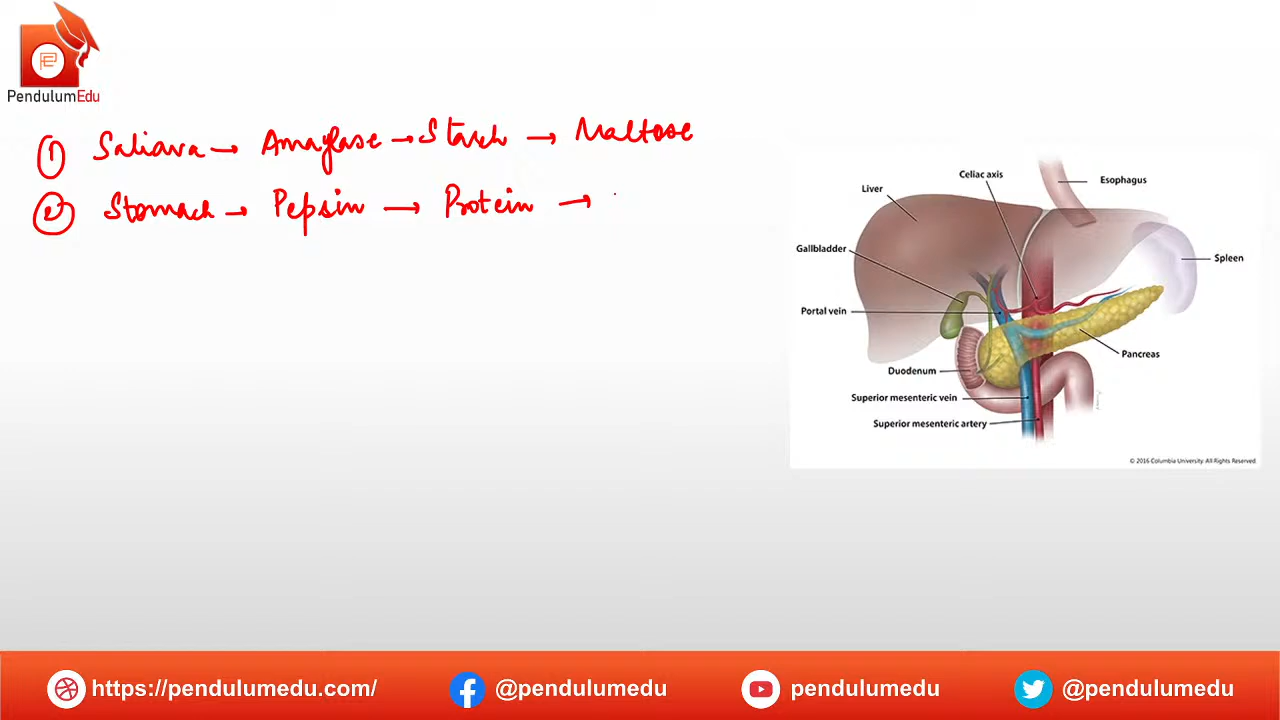 PendulumEdu
① Saliava → Amaylase → Starch → Maltose
② Stomach → Pepsin → Protein →
Celiac axis
Esophagus
Liver
Gallbladder
Spleen
Portal vein
Pancreas
Duodenum
Superior mesenteric vein
Superior mesenteric artery
© 2016 Columbia University. All Rights Reserved.
https://pendulumedu.com/ @pendulumedu pendulumedu @pendulumedu